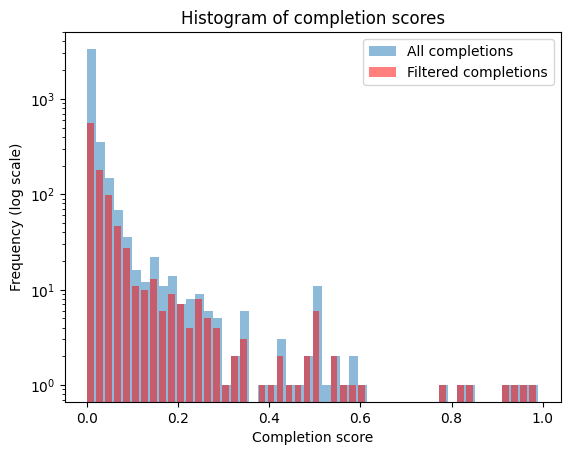 Histogram of completion scores
All completions
Filtered completions
Frequency (log scale)
10³
10²
10¹
10⁰
0.0 0.2 0.4 0.6 0.8 1.0
Completion score